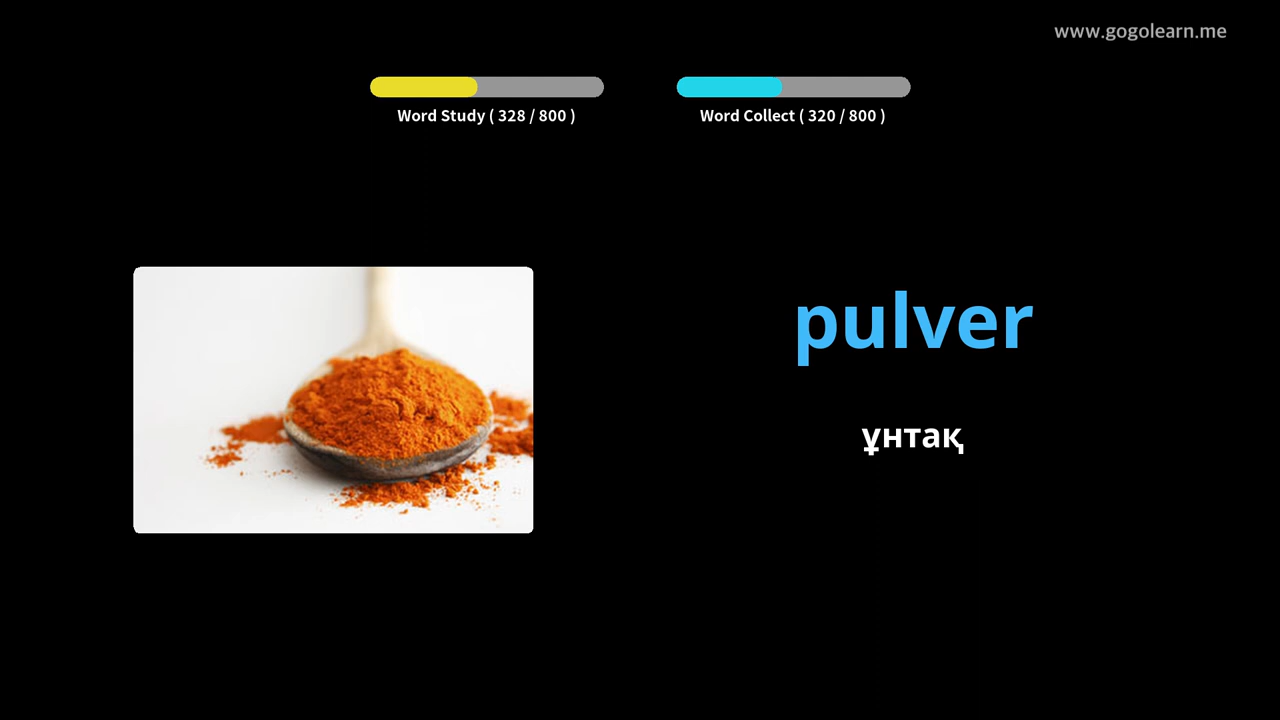 www.gogolearn.me
Word Study ( 328 / 800 )
Word Collect ( 320 / 800 )
pulver
ұнтақ